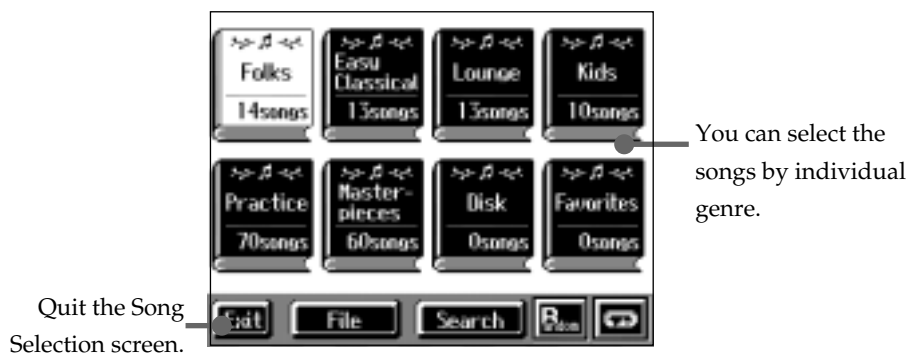 Folks
14songs
Easy
Classical
13songs
Lounge
13songs
Kids
10songs
You can select the
songs by individual
genre.
Practice
70songs
Master-
pieces
60songs
Disk
0songs
Favorites
0songs
Quit the Song
Selection screen.
Exit
File
Search
Random